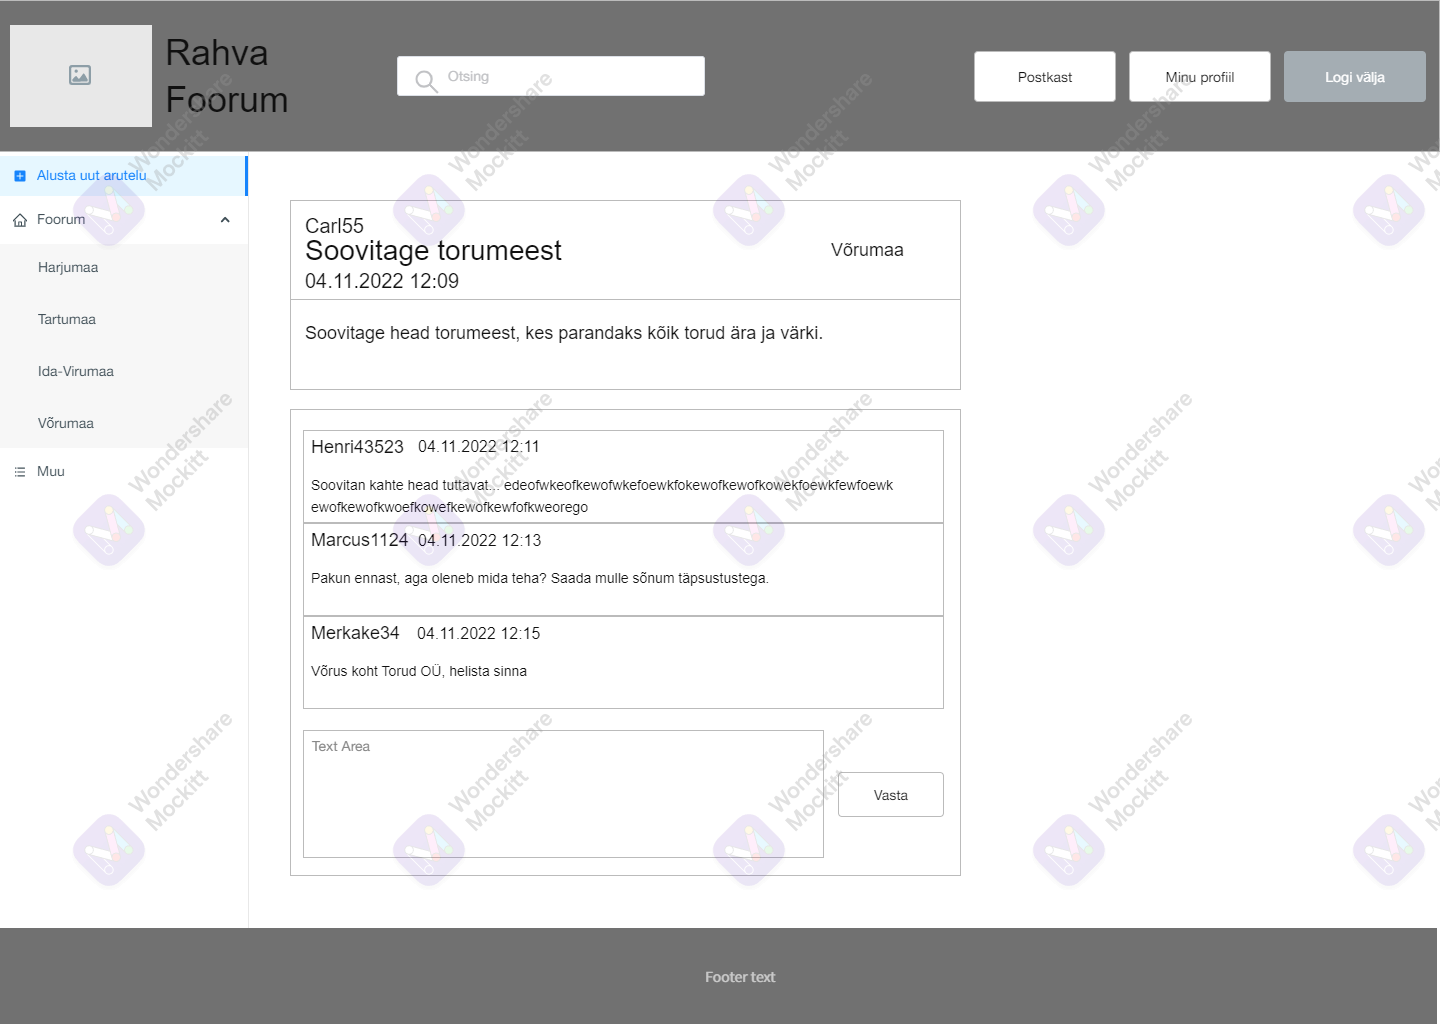 Rahva
Foorum
Otsing
Postkast
Minu profiil
Logi välja
Alusta uut arutelu
Foorum
Harjumaa
Tartumaa
Ida-Virumaa
Võrumaa
Muu
Carl55
Soovitage torumeest
Võrumaa
04.11.2022 12:09
Soovitage head torumeest, kes parandaks kõik torud ära ja värki.
Henri43523 04.11.2022 12:11
Soovitan kahte head tuttavat... edeofwkeofkewofwkefoewkfokewofkewofkowekfoewkfewfoewk
ewofkewofkwoefkowefkewofkewfofkweorego
Marcus1124 04.11.2022 12:13
Pakun ennast, aga oleneb mida teha? Saada mulle sõnum täpsustustega.
Merkake34 04.11.2022 12:15
Võrus koht Torud OÜ, helista sinna
Text Area
Vasta
Footer text
Wondershare
Mockitt